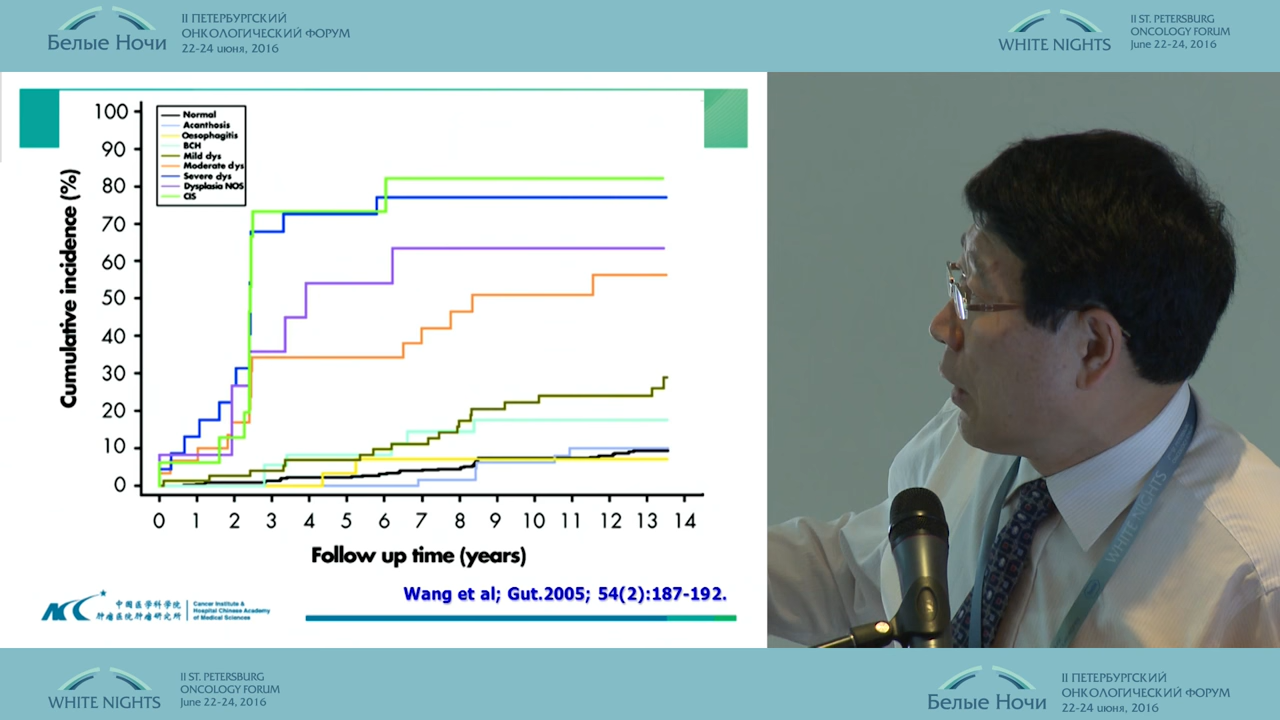 Белые Ночи
II ПЕТЕРБУРГСКИЙ
ОНКОЛОГИЧЕСКИЙ ФОРУМ
22-24 июня, 2016
WHITE NIGHTS
II ST. PETERSBURG
ONCOLOGY FORUM
June 22-24, 2016
Normal
Acanthosis
Oesophagitis
BCH
Mild dys
Moderate dys
Severe dys
Dysplasia NOS
CIS
Cumulative incidence (%)
100
90
80
70
60
50
40
30
20
10
0
0 1 2 3 4 5 6 7 8 9 10 11 12 13 14
Follow up time (years)
Wang et al; Gut.2005; 54(2):187-192.
中国医学科学院
肿瘤医院肿瘤研究所
Cancer Institute &
Hospital Chinese Academy
of Medical Sciences
WHITE NIGHTS
WHITE NIGHTS
II ST. PETERSBURG
ONCOLOGY FORUM
June 22-24, 2016
Белые Ночи
II ПЕТЕРБУРГСКИЙ
ОНКОЛОГИЧЕСКИЙ ФОРУМ
22-24 июня, 2016